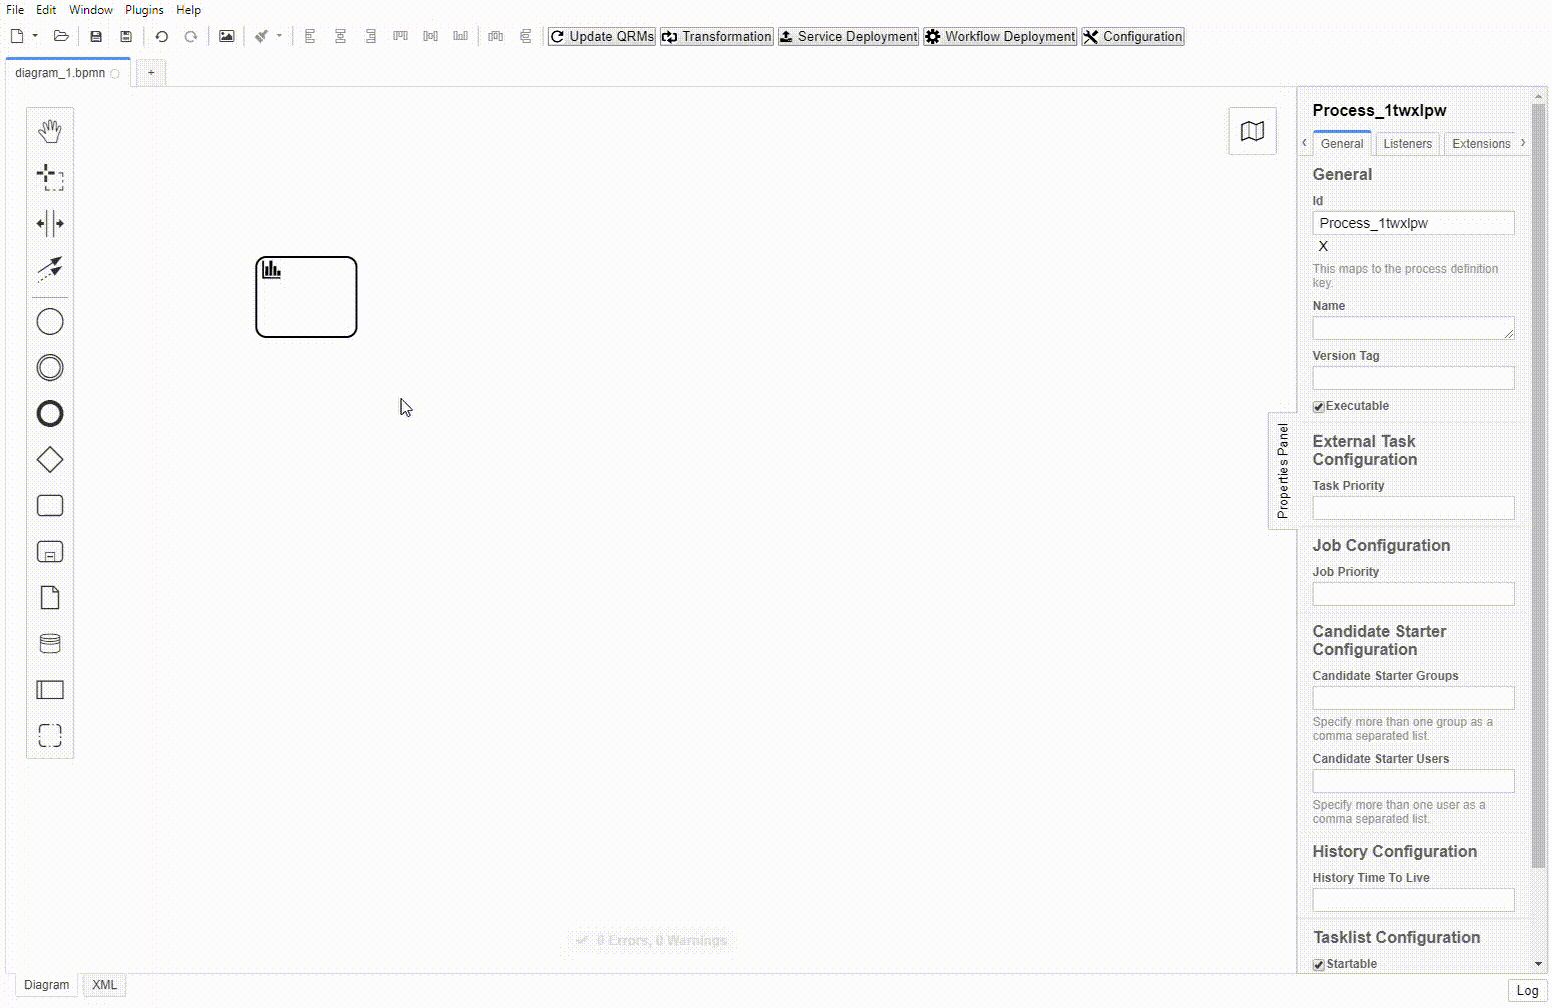 File Edit Window Plugins Help
Update QRMs Transformation Service Deployment Workflow Deployment Configuration
diagram_1.bpmn +
Process_1twxlpw
General Listeners Extensions
General
Id
Process_1twxlpw
X
This maps to the process definition
key.
Name
Version Tag
Executable
Properties Panel
External Task
Configuration
Task Priority
Job Configuration
Job Priority
Candidate Starter
Configuration
Candidate Starter Groups
Specify more than one group as a
comma separated list.
Candidate Starter Users
Specify more than one user as a
comma separated list.
History Configuration
History Time To Live
0 Errors, 0 Warnings
Tasklist Configuration
Startable
Diagram XML
Log